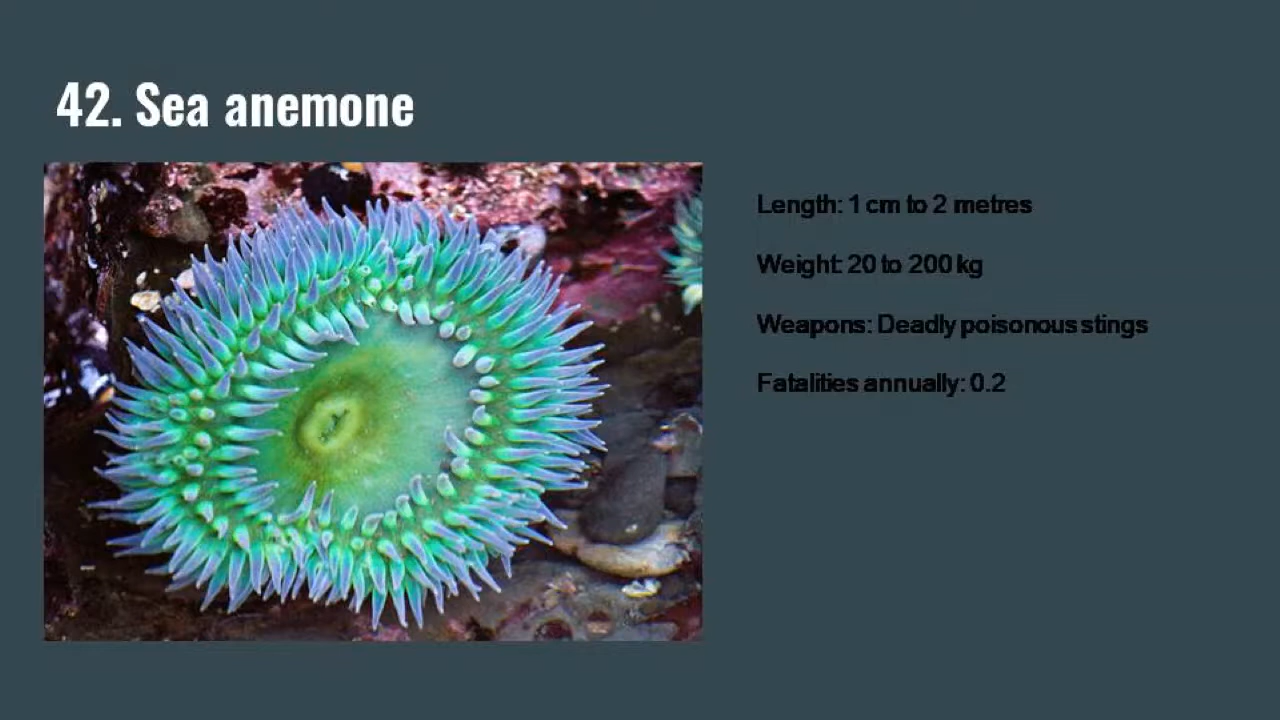 42. Sea anemone
Length: 1 cm to 2 metres
Weight: 20 to 200 kg
Weapons: Deadly poisonous stings
Fatalities annually: 0.2